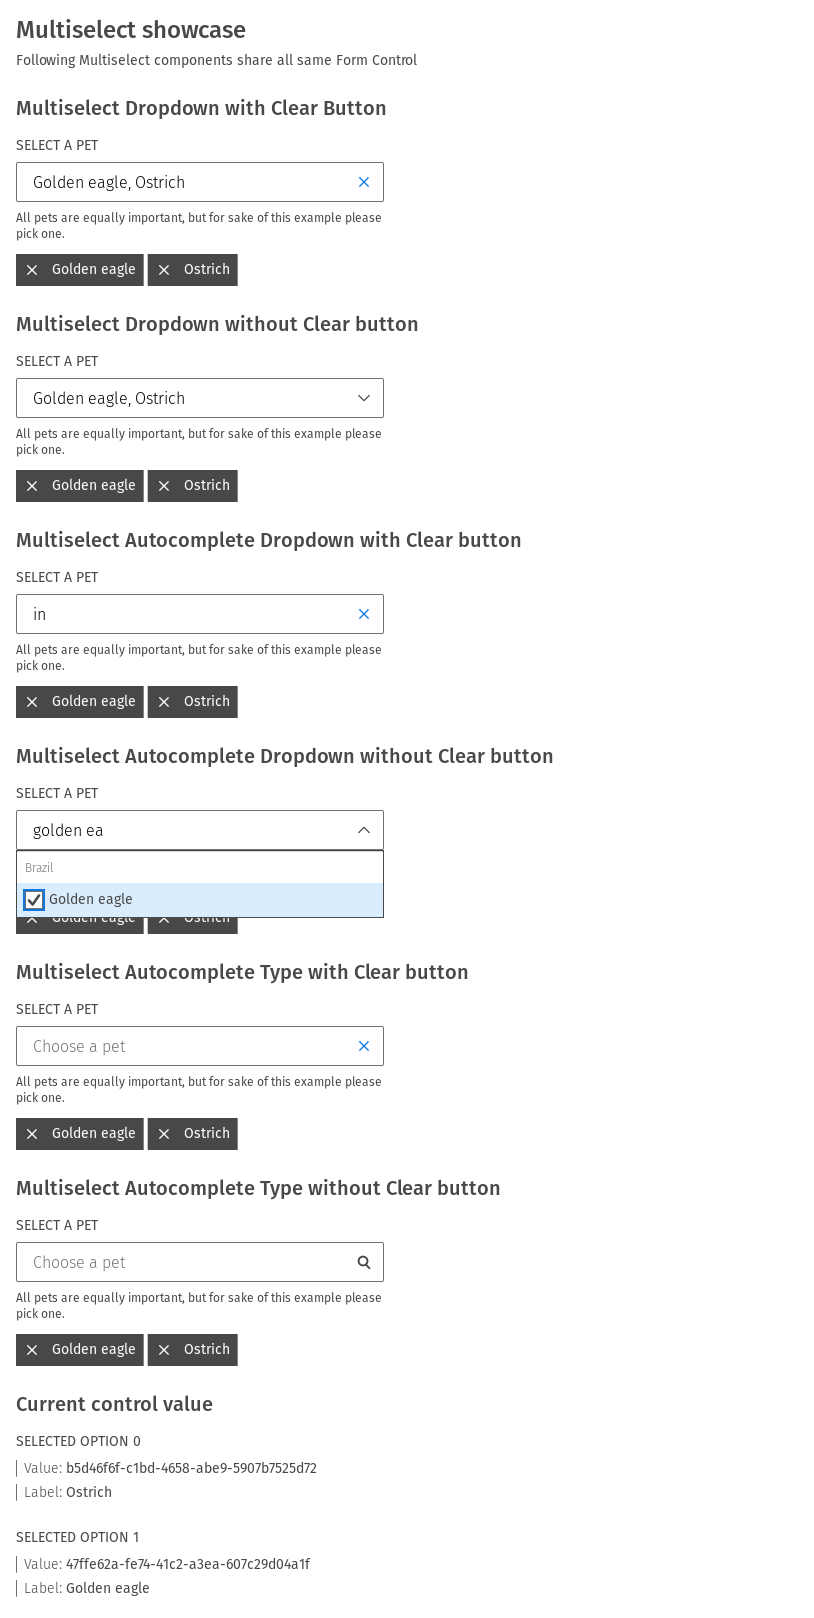 Multiselect showcase
Following Multiselect components share all same Form Control
Multiselect Dropdown with Clear Button
SELECT A PET
Golden eagle, Ostrich
All pets are equally important, but for sake of this example please
pick one.
Golden eagle Ostrich
Multiselect Dropdown without Clear button
SELECT A PET
Golden eagle, Ostrich
All pets are equally important, but for sake of this example please
pick one.
Golden eagle Ostrich
Multiselect Autocomplete Dropdown with Clear button
SELECT A PET
in
All pets are equally important, but for sake of this example please
pick one.
Golden eagle Ostrich
Multiselect Autocomplete Dropdown without Clear button
SELECT A PET
golden ea
Brazil
Golden eagle
Golden eagle Ostrich
Multiselect Autocomplete Type with Clear button
SELECT A PET
Choose a pet
All pets are equally important, but for sake of this example please
pick one.
Golden eagle Ostrich
Multiselect Autocomplete Type without Clear button
SELECT A PET
Choose a pet
All pets are equally important, but for sake of this example please
pick one.
Golden eagle Ostrich
Current control value
SELECTED OPTION 0
Value: b5d46f6f-c1bd-4658-abe9-5907b7525d72
Label: Ostrich
SELECTED OPTION 1
Value: 47ffe62a-fe74-41c2-a3ea-607c29d04a1f
Label: Golden eagle